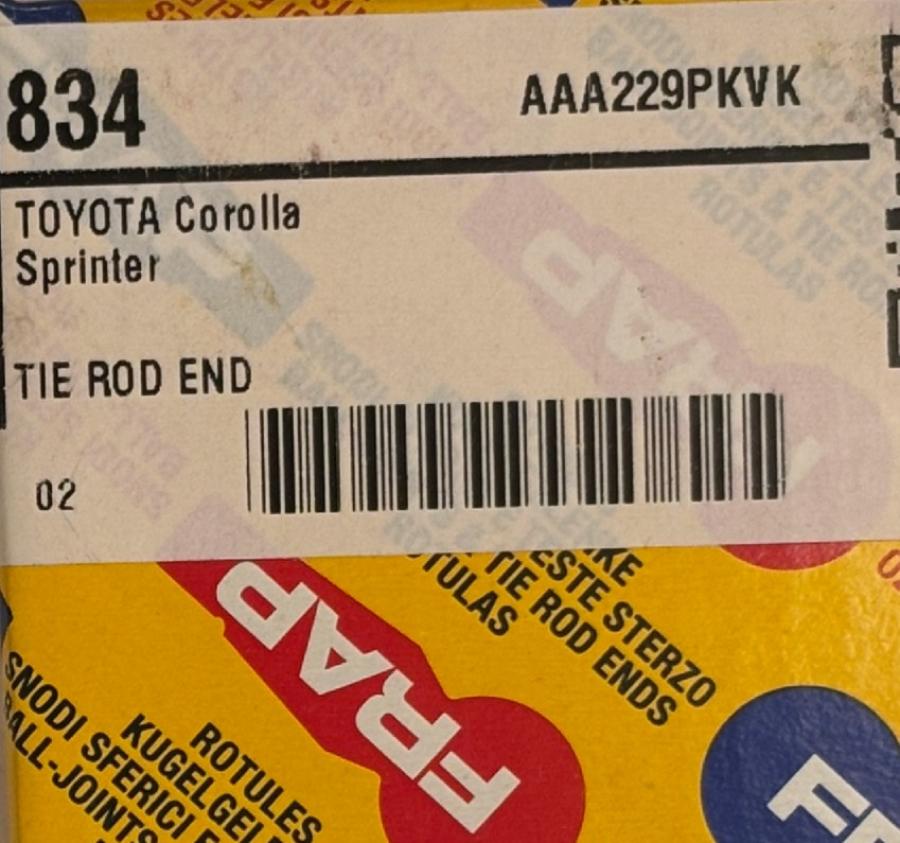 834
AAA229PKVK
TOYOTA Corolla
Sprinter
TIE ROD END
02
FRAP
TESTE STERZO
TIE ROD ENDS
ROTULAS
SNODI SFERICI E
BALL-JOINTS
ROTULES